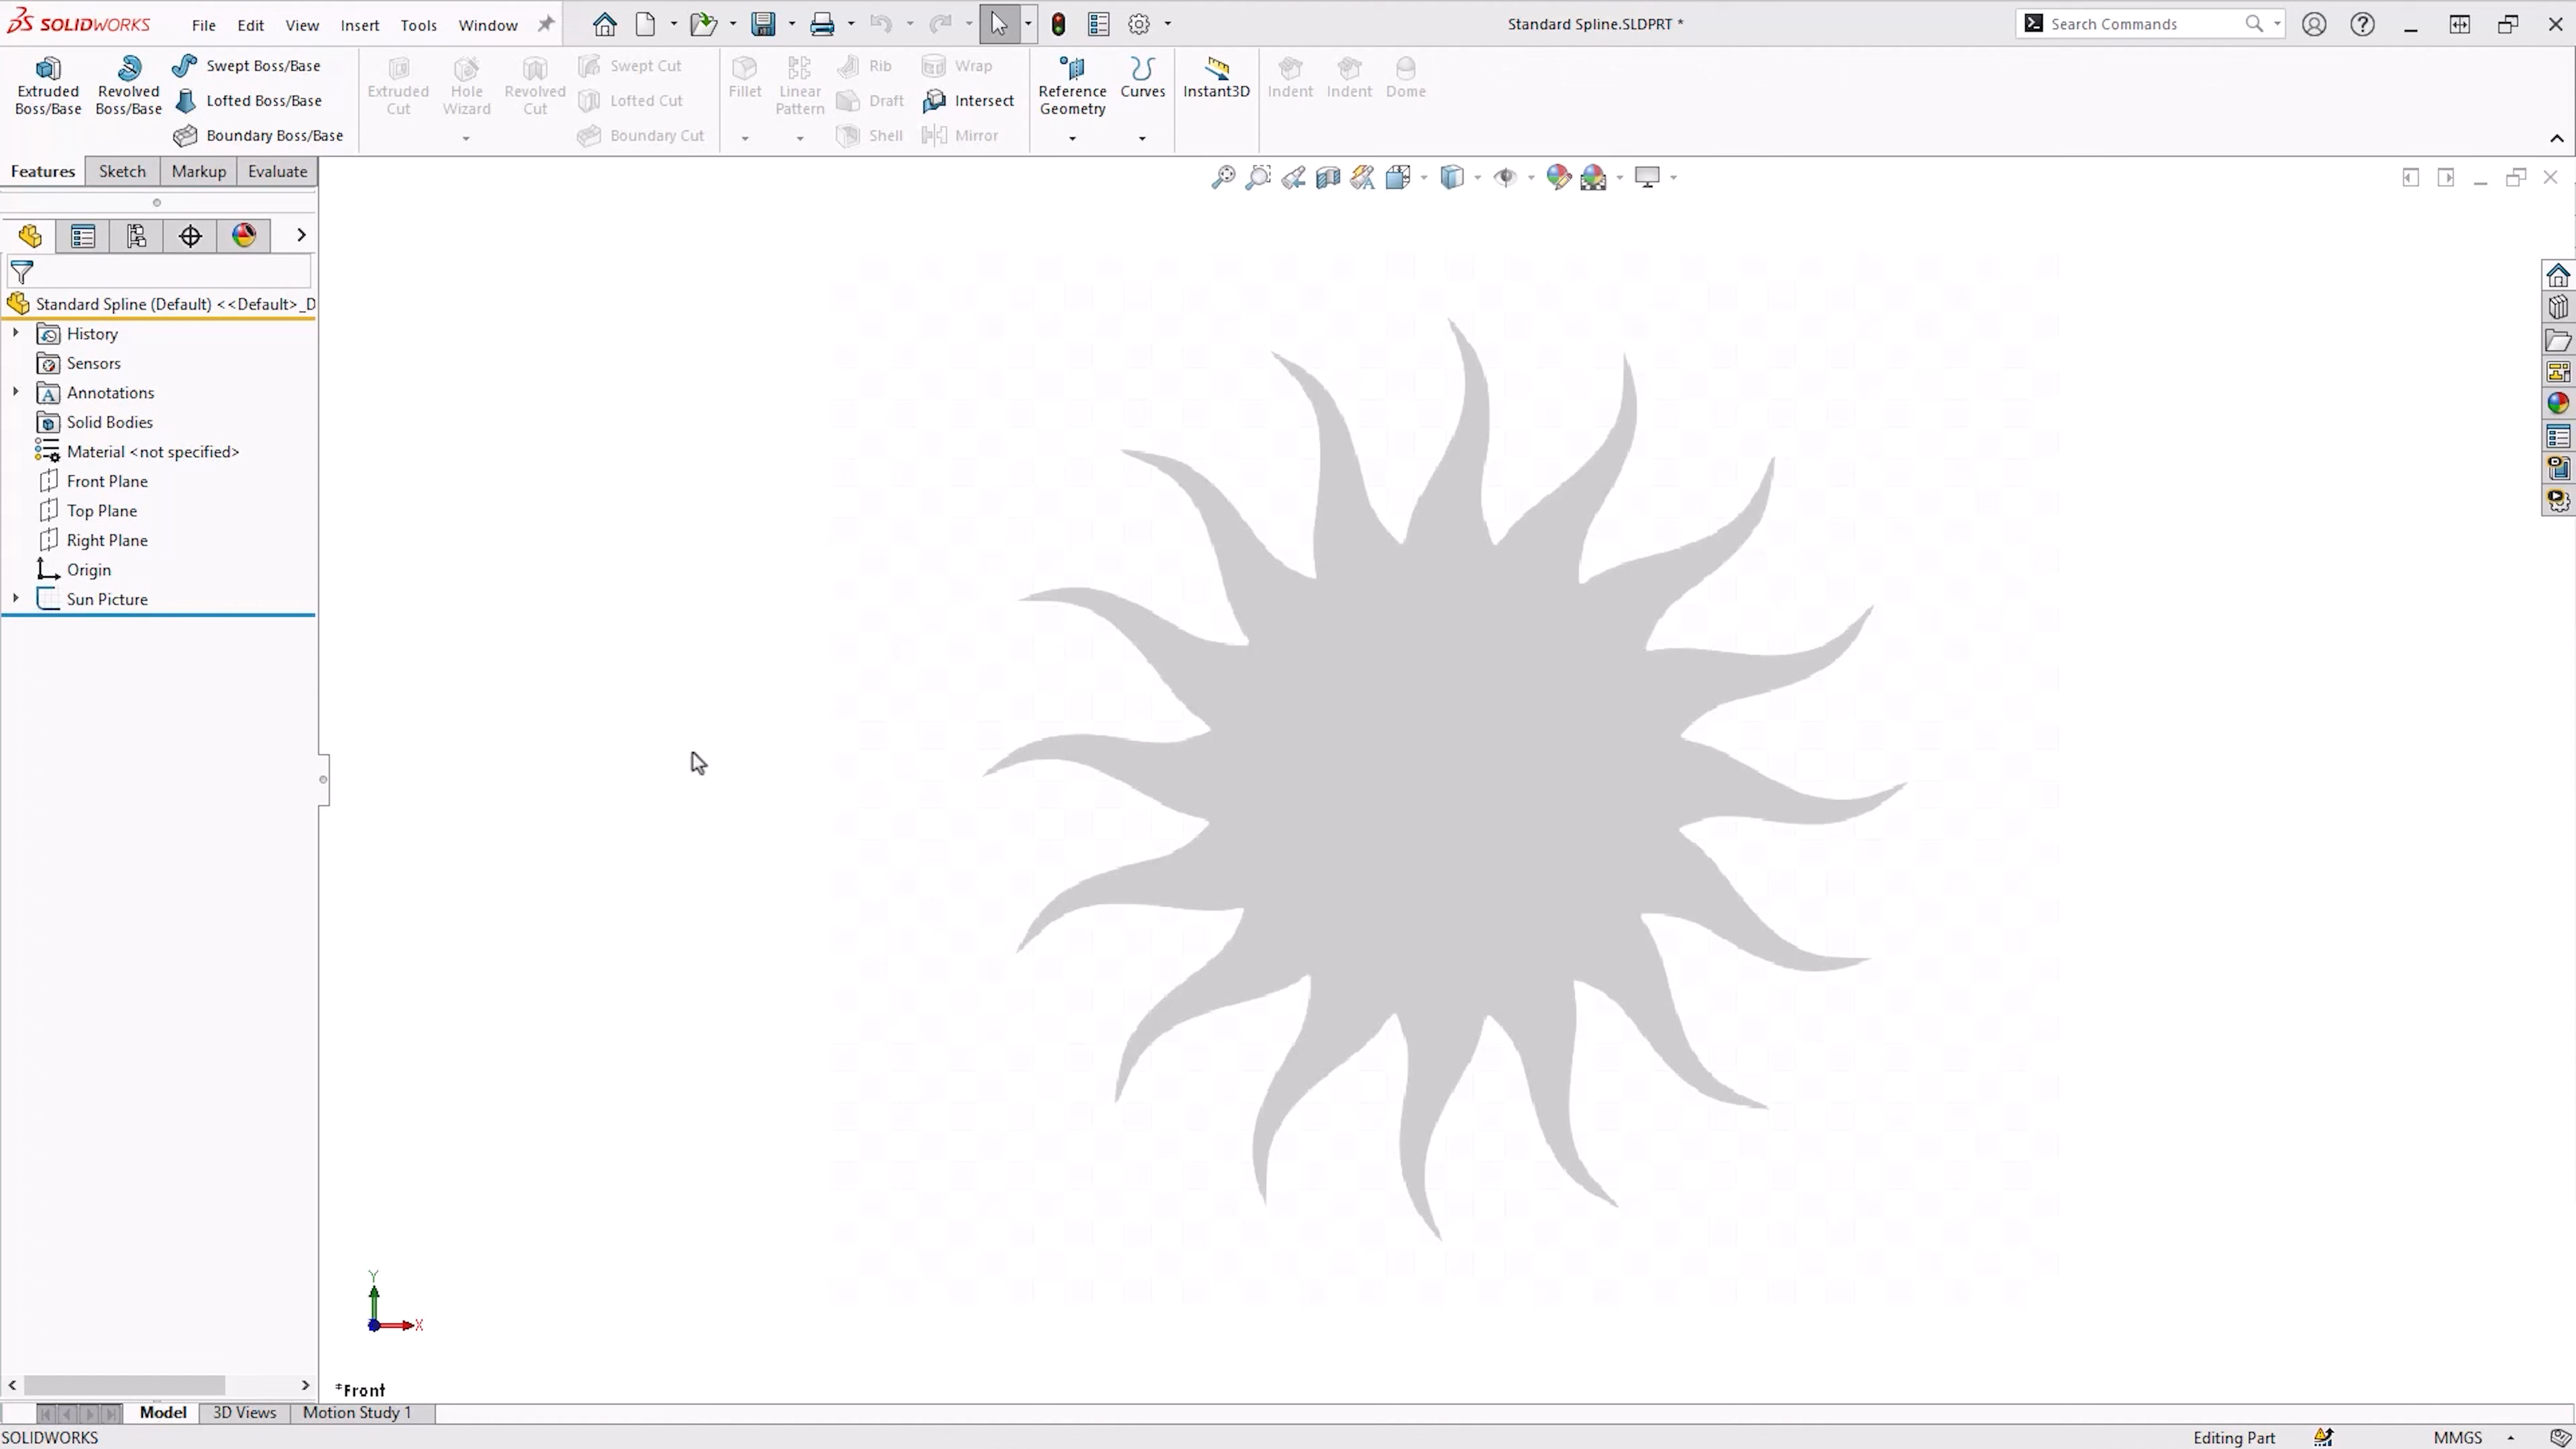 SOLIDWORKS File Edit View Insert Tools Window Standard Spline.SLDPRT * Search Commands
Extruded Boss/Base
Revolved Boss/Base
Swept Boss/Base
Lofted Boss/Base
Boundary Boss/Base
Extruded Cut
Hole Wizard
Revolved Cut
Swept Cut
Lofted Cut
Boundary Cut
Fillet
Linear Pattern
Rib
Draft
Shell
Wrap
Intersect
Mirror
Reference Geometry
Curves
Instant3D
Indent
Indent
Dome
Features Sketch Markup Evaluate
Standard Spline (Default) <<Default>_D
History
Sensors
Annotations
Solid Bodies
Material <not specified>
Front Plane
Top Plane
Right Plane
Origin
Sun Picture
Y
X
*Front
Model 3D Views Motion Study 1
SOLIDWORKS Editing Part MMGS